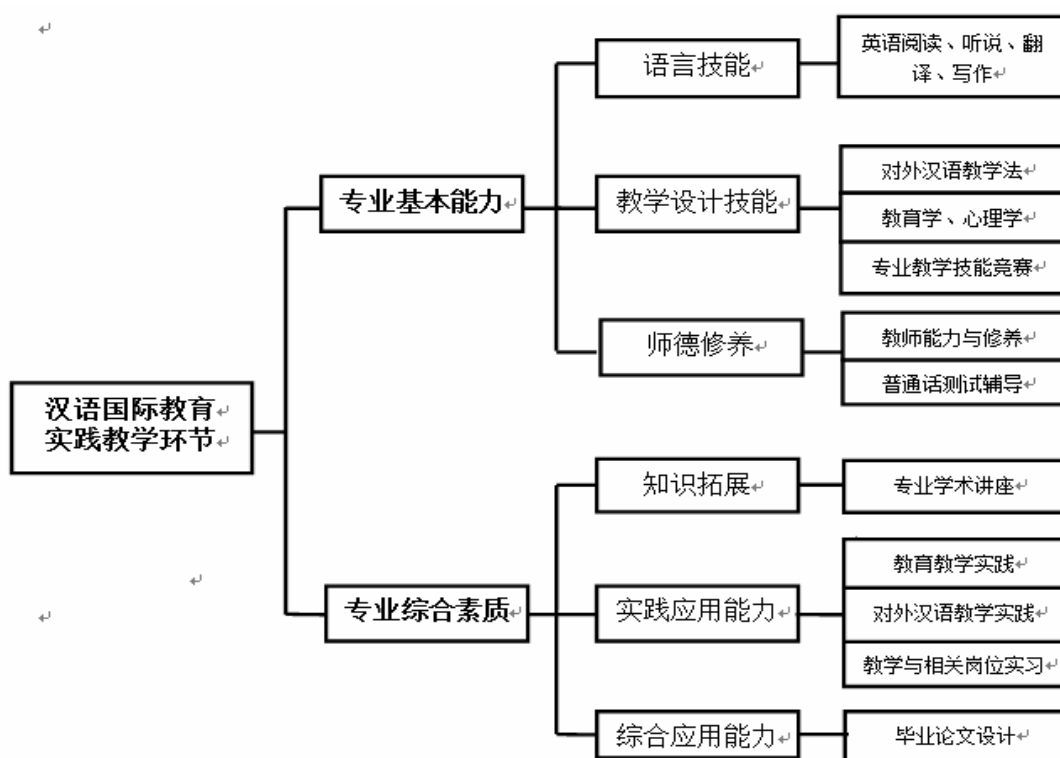 语言技能
英语阅读、听说、翻
译、写作
专业基本能力
教学设计技能
对外汉语教学法
教育学、心理学
专业教学技能竞赛
师德修养
教师能力与修养
普通话测试辅导
汉语国际教育
实践教学环节
知识拓展
专业学术讲座
专业综合素质
实践应用能力
教育教学实践
对外汉语教学实践
教学与相关岗位实习
综合应用能力
毕业论文设计